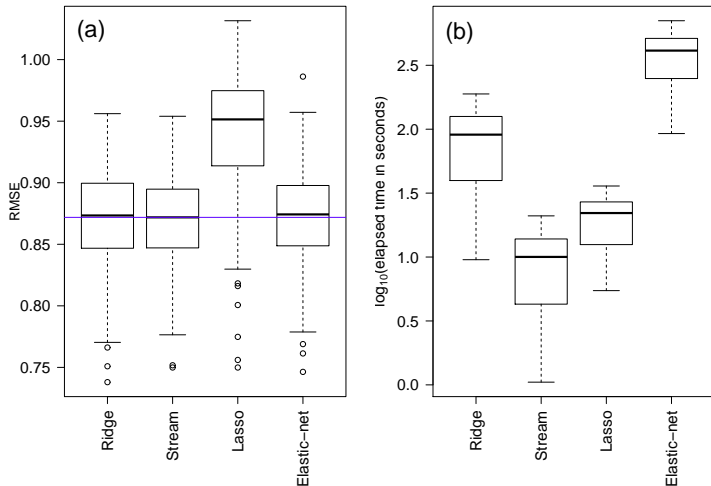 (a)
RMSE
1.00
0.95
0.90
0.85
0.80
0.75
Ridge
Stream
Lasso
Elastic−net
(b)
log10(elapsed time in seconds)
2.5
2.0
1.5
1.0
0.5
0.0
Ridge
Stream
Lasso
Elastic−net